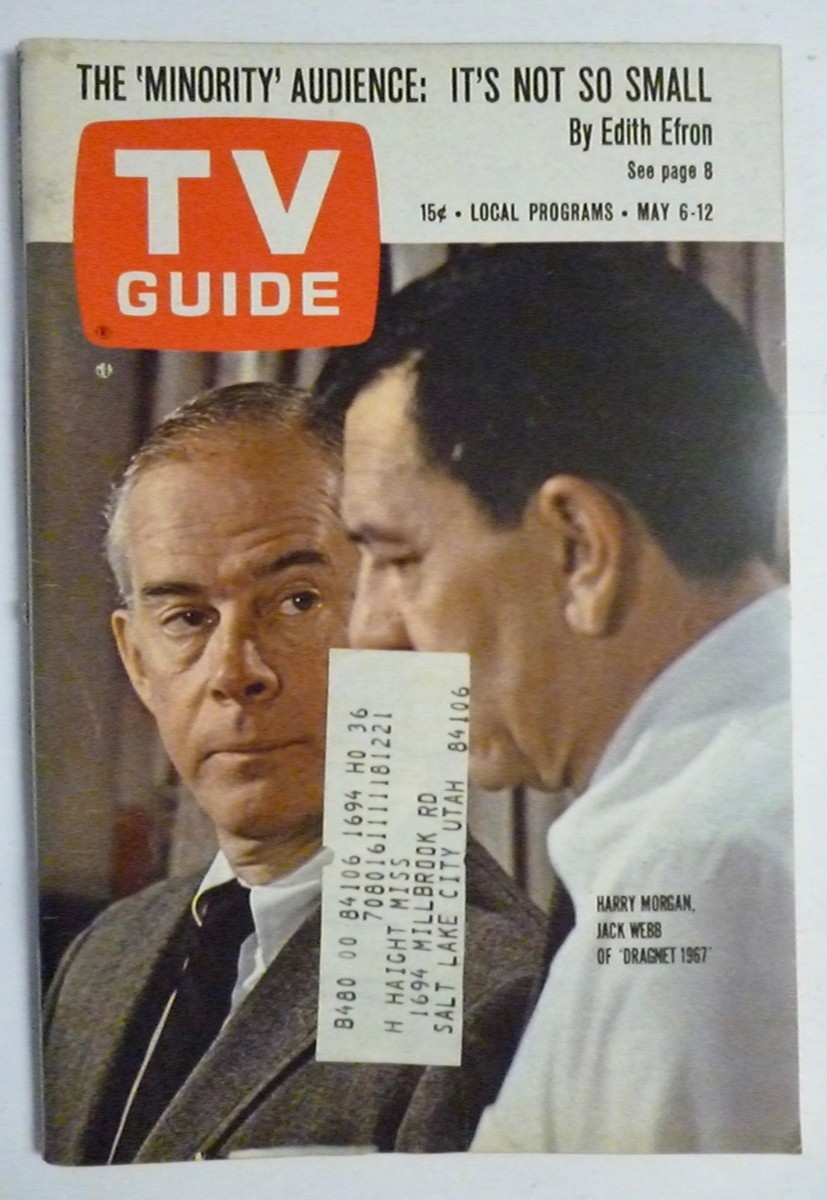 THE 'MINORITY' AUDIENCE: IT'S NOT SO SMALL
By Edith Efron
See page 8
15¢ • LOCAL PROGRAMS • MAY 6-12
TV
GUIDE
®
B480 00 84106 1694 HO 36
7080161111118 1221
H HAIGHT MISS
1694 MILLBROOK RD
SALT LAKE CITY UTAH 84106
HARRY MORGAN,
JACK WEBB
OF 'DRAGNET 1967'